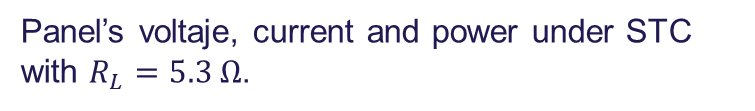 Panel’s voltaje, current and power under STC
with R_L = 5.3 Ω.